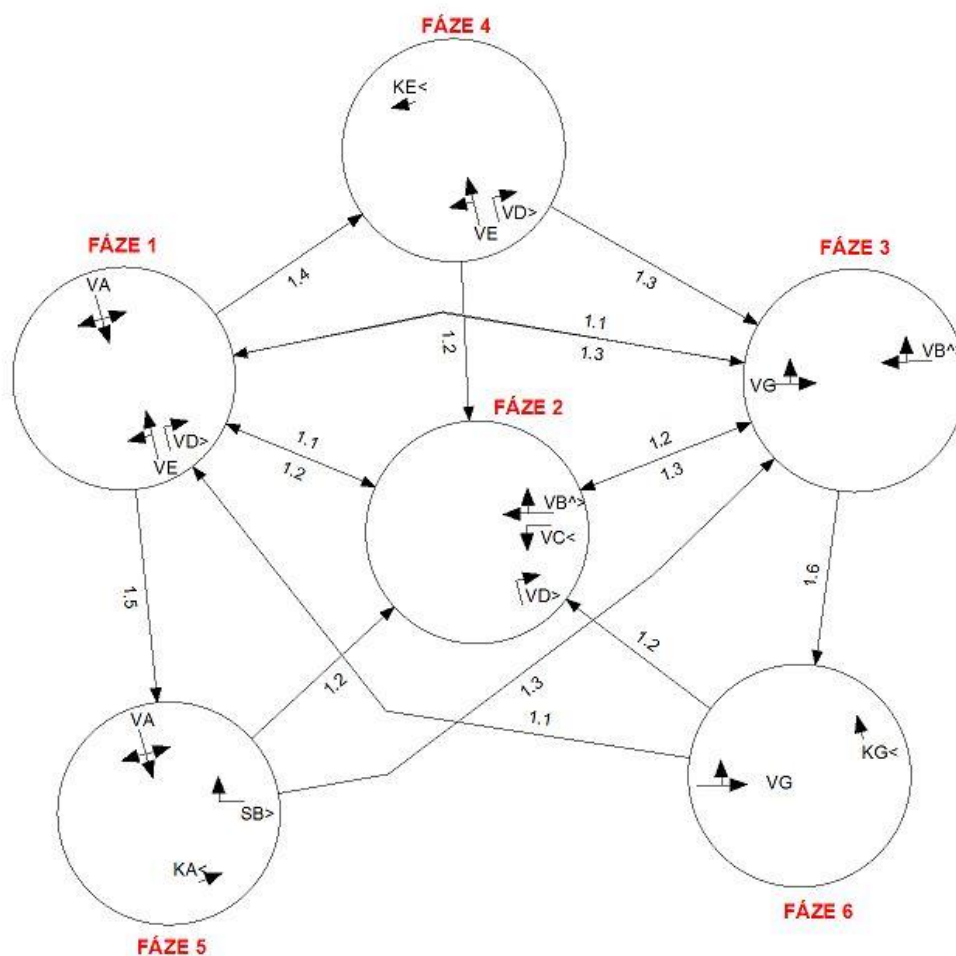 FÁZE 4
KE<
VE
VD>
FÁZE 1
VA
VD>
VE
1.4
1.3
FÁZE 3
VB^>
VG
1.1
1.3
1.2
FÁZE 2
VB^>
VC<
VD>
1.1
1.2
1.2
1.3
1.5
1.6
1.2
1.3
1.2
1.1
VA
SB>
KA<
FÁZE 5
KG<
VG
FÁZE 6